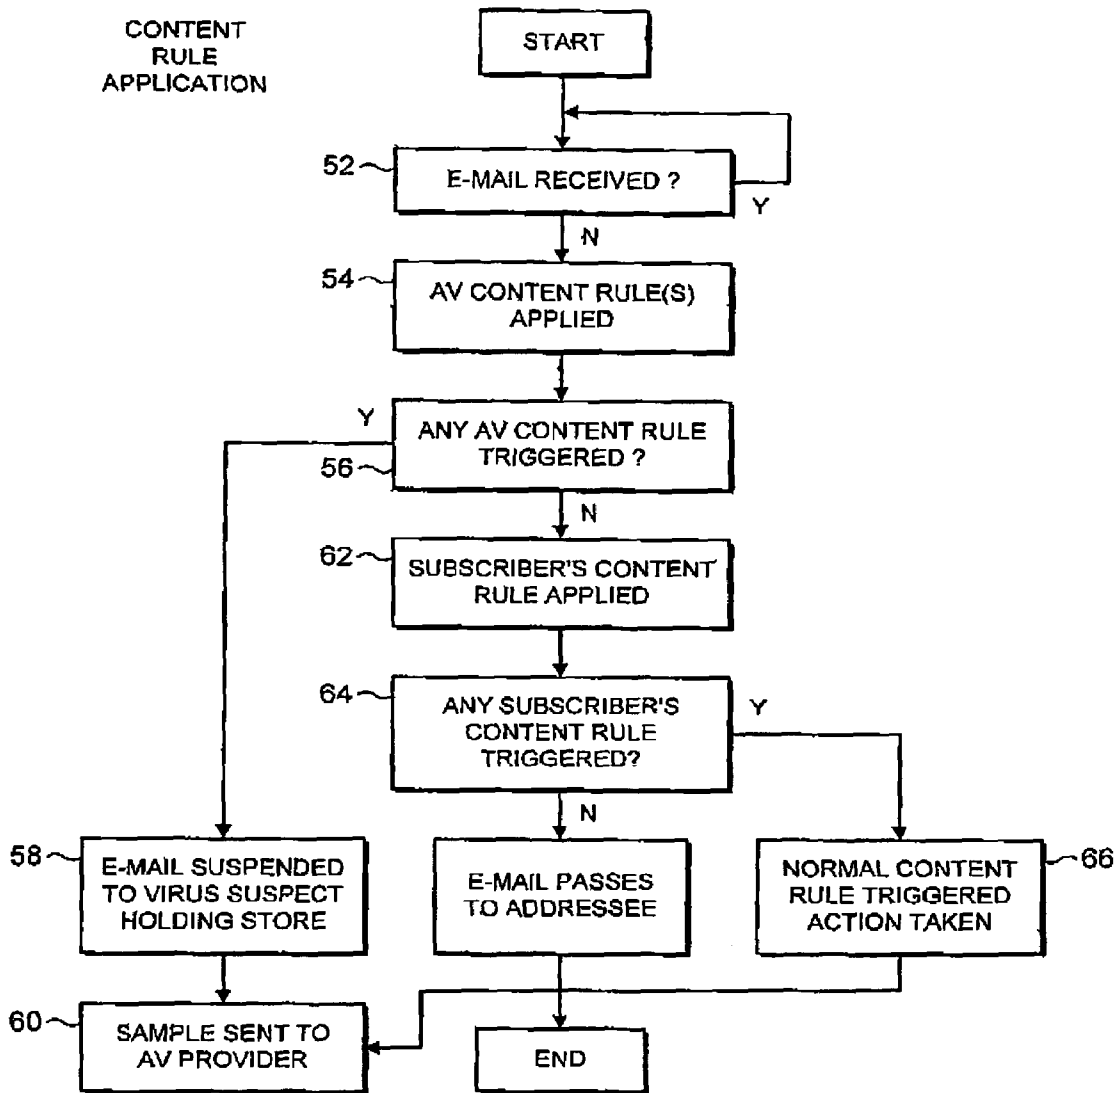 CONTENT
RULE
APPLICATION
START
52
E-MAIL RECEIVED ?
Y
N
54
AV CONTENT RULE(S)
APPLIED
Y
ANY AV CONTENT RULE
TRIGGERED ?
56
N
62
SUBSCRIBER'S CONTENT
RULE APPLIED
64
ANY SUBSCRIBER'S
CONTENT RULE
TRIGGERED?
Y
N
58
E-MAIL SUSPENDED
TO VIRUS SUSPECT
HOLDING STORE
E-MAIL PASSES
TO ADDRESSEE
NORMAL CONTENT
RULE TRIGGERED
ACTION TAKEN
66
60
SAMPLE SENT TO
AV PROVIDER
END